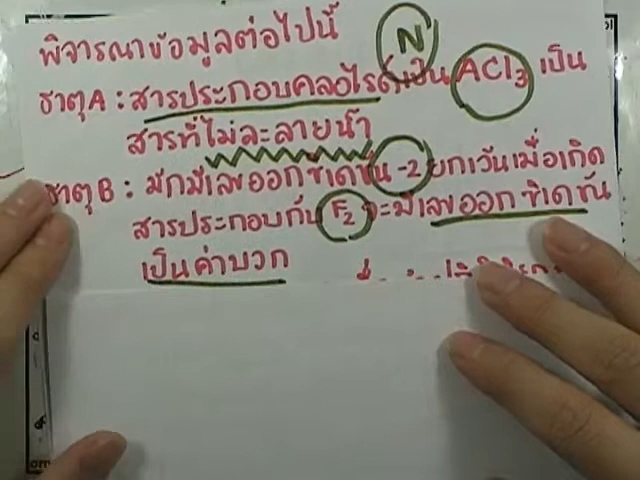 พิจารณาข้อมูลต่อไปนี้
N
ธาตุA : สารประกอบคลอไรด์เป็น ACl3 เป็น
สารที่ไม่ละลายน้ำ
ธาตุB : มักมีเลขออกซิเดชัน -2 ยกเว้นเมื่อเกิด
สารประกอบกับ F2 จะมีเลขออกซิเดชัน
เป็นค่าบวก